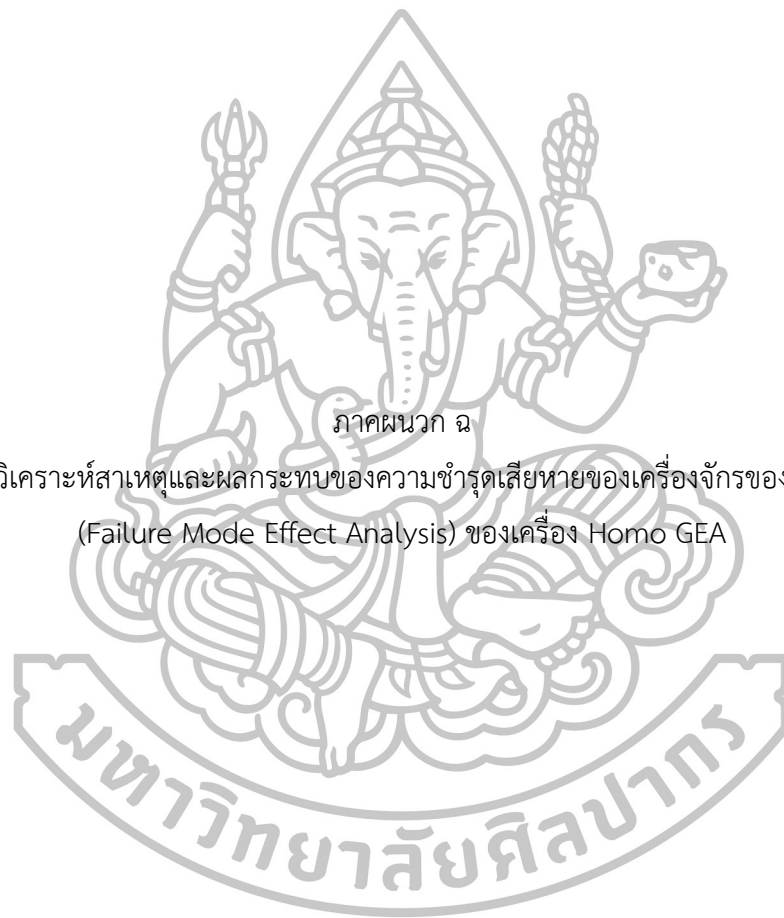 ภาคผนวก ฉ
วิเคราะห์สาเหตุและผลกระทบของความชำรุดเสียหายของเครื่องจักรของ
(Failure Mode Effect Analysis) ของเครื่อง Homo GEA
มหาวิทยาลัยศิลปากร